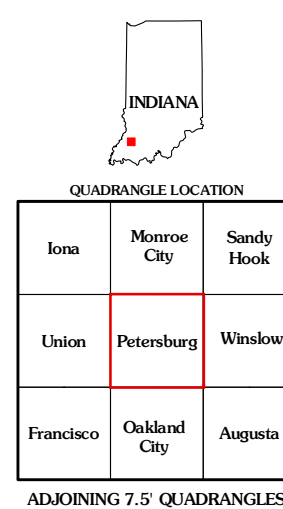 INDIANA
QUADRANGLE LOCATION
Iona
Monroe
City
Sandy
Hook
Union
Petersburg
Winslow
Francisco
Oakland
City
Augusta
ADJOINING 7.5' QUADRANGLES